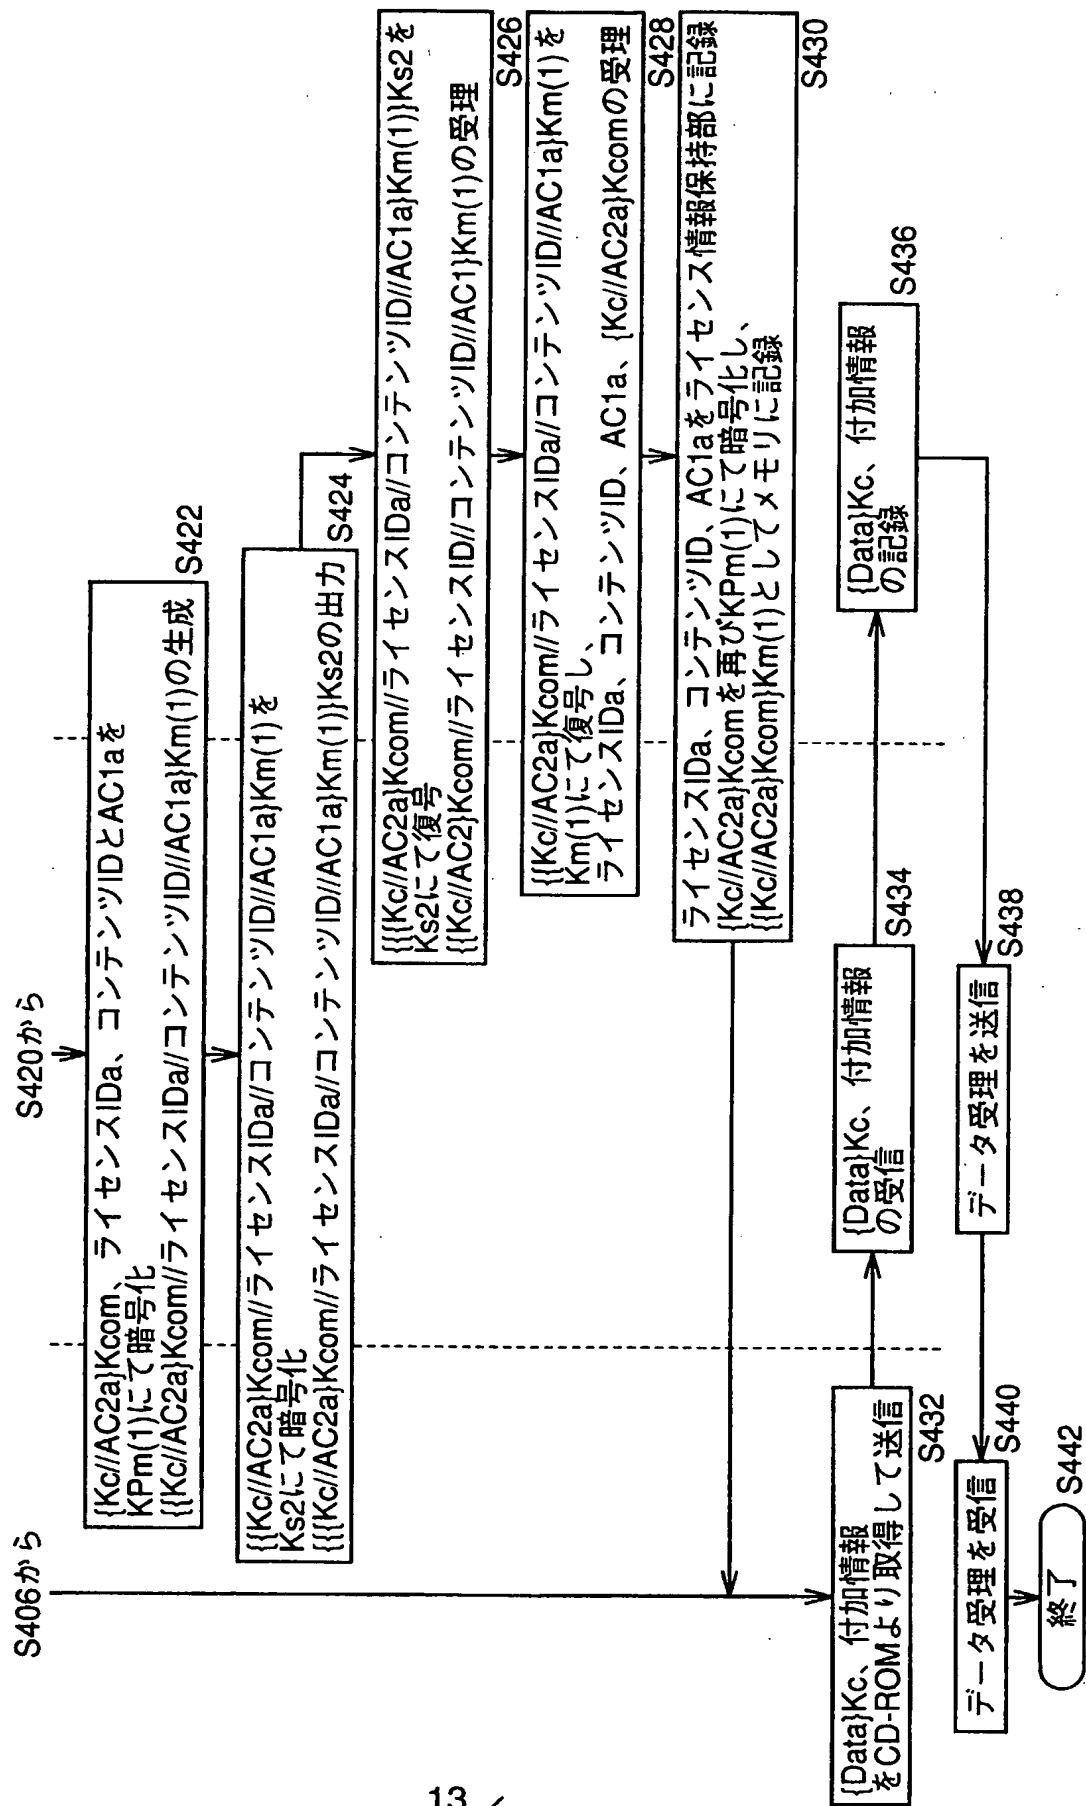 S406から
S420から
{Kc//AC2a}Kcom、ライセンスIDa、コンテンツIDとAC1aを
KPm(1)にて暗号化
{{Kc//AC2a}Kcom//ライセンスIDa//コンテンツID//AC1a}Km(1)の生成
S422
{{Kc//AC2a}Kcom//ライセンスIDa//コンテンツID//AC1a}Km(1)を
Ks2にて暗号化
{{{Kc//AC2a}Kcom//ライセンスIDa//コンテンツID//AC1a}Km(1)}Ks2の出力
S424
{{{Kc//AC2a}Kcom//ライセンスIDa//コンテンツID//AC1a}Km(1)}Ks2を
Ks2にて復号
{{Kc//AC2}Kcom//ライセンスID//コンテンツID//AC1}Km(1)の受理
S426
{{Kc//AC2a}Kcom//ライセンスIDa//コンテンツID//AC1a}Km(1)を
Km(1)にて復号し、
ライセンスIDa、コンテンツID、AC1a、{Kc//AC2a}Kcomの受理
S428
ライセンスIDa、コンテンツID、AC1aをライセンス情報保持部に記録
{Kc//AC2a}Kcomを再びKPm(1)にて暗号化し、
{{Kc//AC2a}Kcom}Km(1)としてメモリに記録
S430
{Data}Kc、付加情報
をCD-ROMより取得して送信
S432
{Data}Kc、付加情報
の受信
S434
{Data}Kc、付加情報
の記録
S436
データ受理を送信
S438
データ受理を受信
S440
終了
S442
13